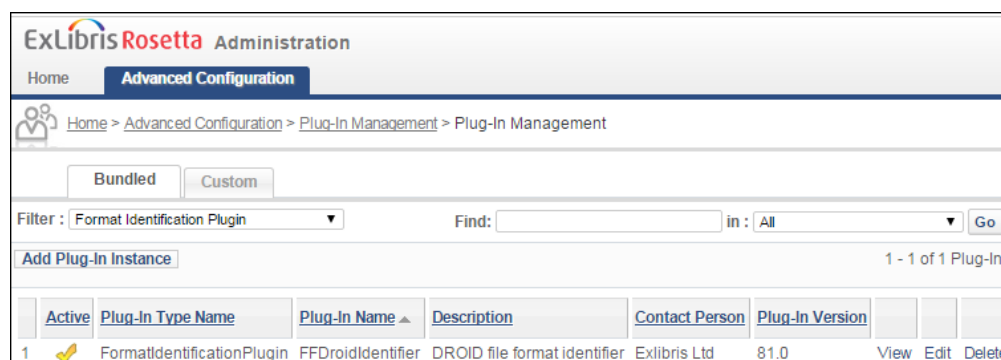 ExLibris Rosetta Administration
Home Advanced Configuration
Home > Advanced Configuration > Plug-In Management > Plug-In Management
Bundled Custom
Filter : Format Identification Plugin Find: in : All Go
Add Plug-In Instance 1 - 1 of 1 Plug-In
Active Plug-In Type Name Plug-In Name Description Contact Person Plug-In Version
1 FormatIdentificationPlugin FFDroidIdentifier DROID file format identifier Exlibris Ltd 81.0 View Edit Delete